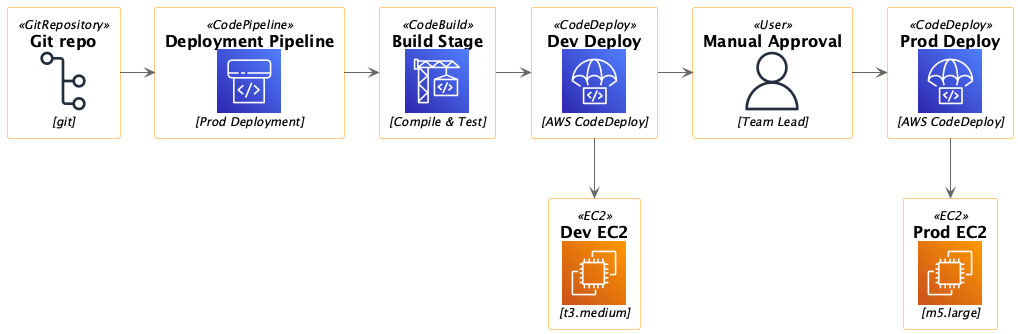 «GitRepository»
Git repo
[git]
«CodePipeline»
Deployment Pipeline
[Prod Deployment]
«CodeBuild»
Build Stage
[Compile & Test]
«CodeDeploy»
Dev Deploy
[AWS CodeDeploy]
«User»
Manual Approval
[Team Lead]
«CodeDeploy»
Prod Deploy
[AWS CodeDeploy]
«EC2»
Dev EC2
[t3.medium]
«EC2»
Prod EC2
[m5.large]